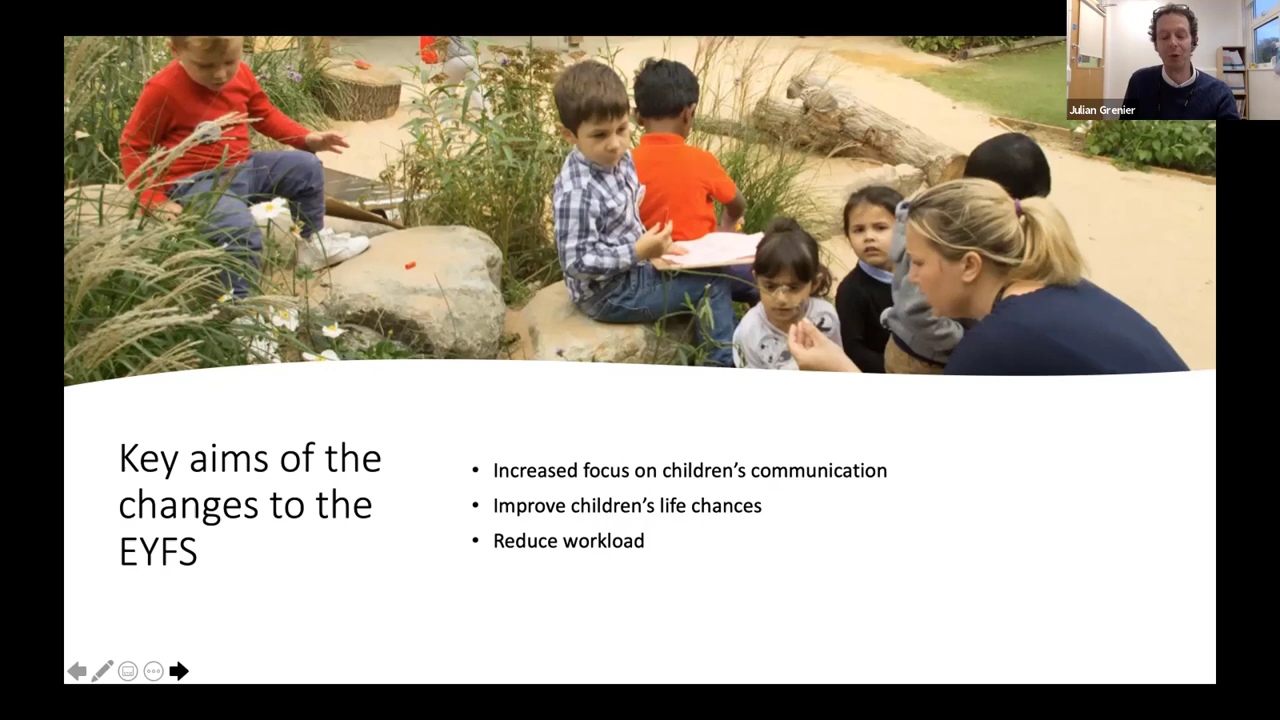 Julian Grenier
Key aims of the
changes to the
EYFS
• Increased focus on children's communication
• Improve children's life chances
• Reduce workload